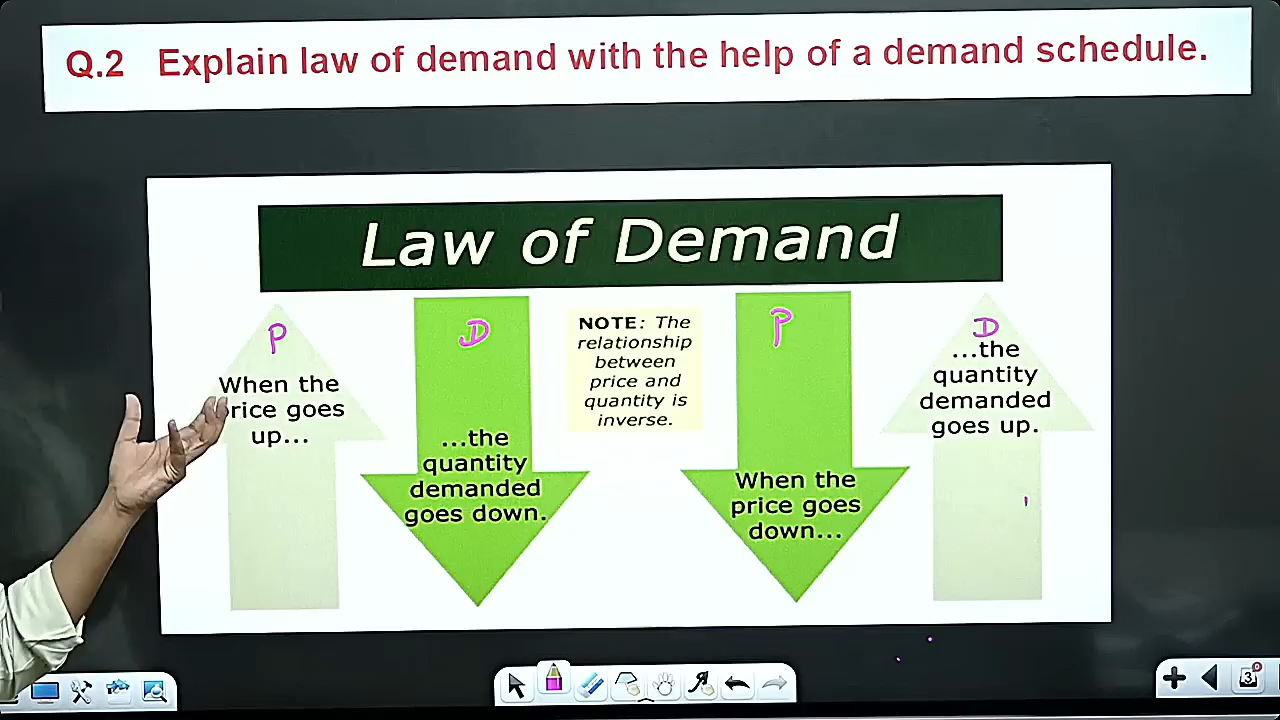 Q.2 Explain law of demand with the help of a demand schedule.
Law of Demand
P
When the
price goes
up...
D
...the
quantity
demanded
goes down.
NOTE: The
relationship
between
price and
quantity is
inverse.
P
When the
price goes
down...
D
...the
quantity
demanded
goes up.
3